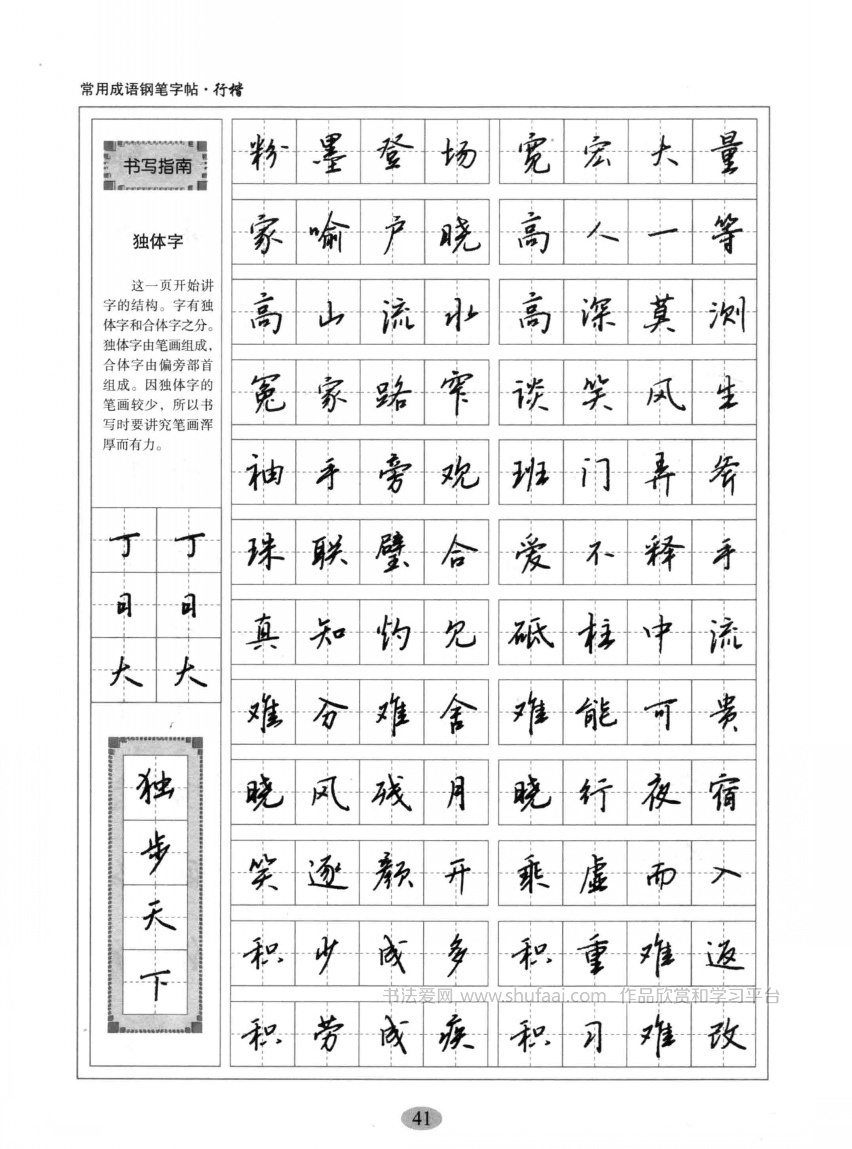 常用成语钢笔字帖·行楷
书写指南
独体字
这一页开始讲
字的结构。字有独
体字和合体字之分。
独体字由笔画组成，
合体字由偏旁部首
组成。因独体字的
笔画较少，所以书
写时要讲究笔画浑
厚而有力。
丁 丁
日 日
大 大
独
步
天
下
粉墨登场 宽宏大量
家喻户晓 高人一等
高山流水 高深莫测
冤家路窄 谈笑风生
袖手旁观 班门弄斧
珠联璧合 爱不释手
真知灼见 砥柱中流
难分难舍 难能可贵
晓风残月 晓行夜宿
笑逐颜开 乘虚而入
积少成多 积重难返
积劳成疾 积习难改
书法爱网 www.shufaai.com 作品欣赏和学习平台
41